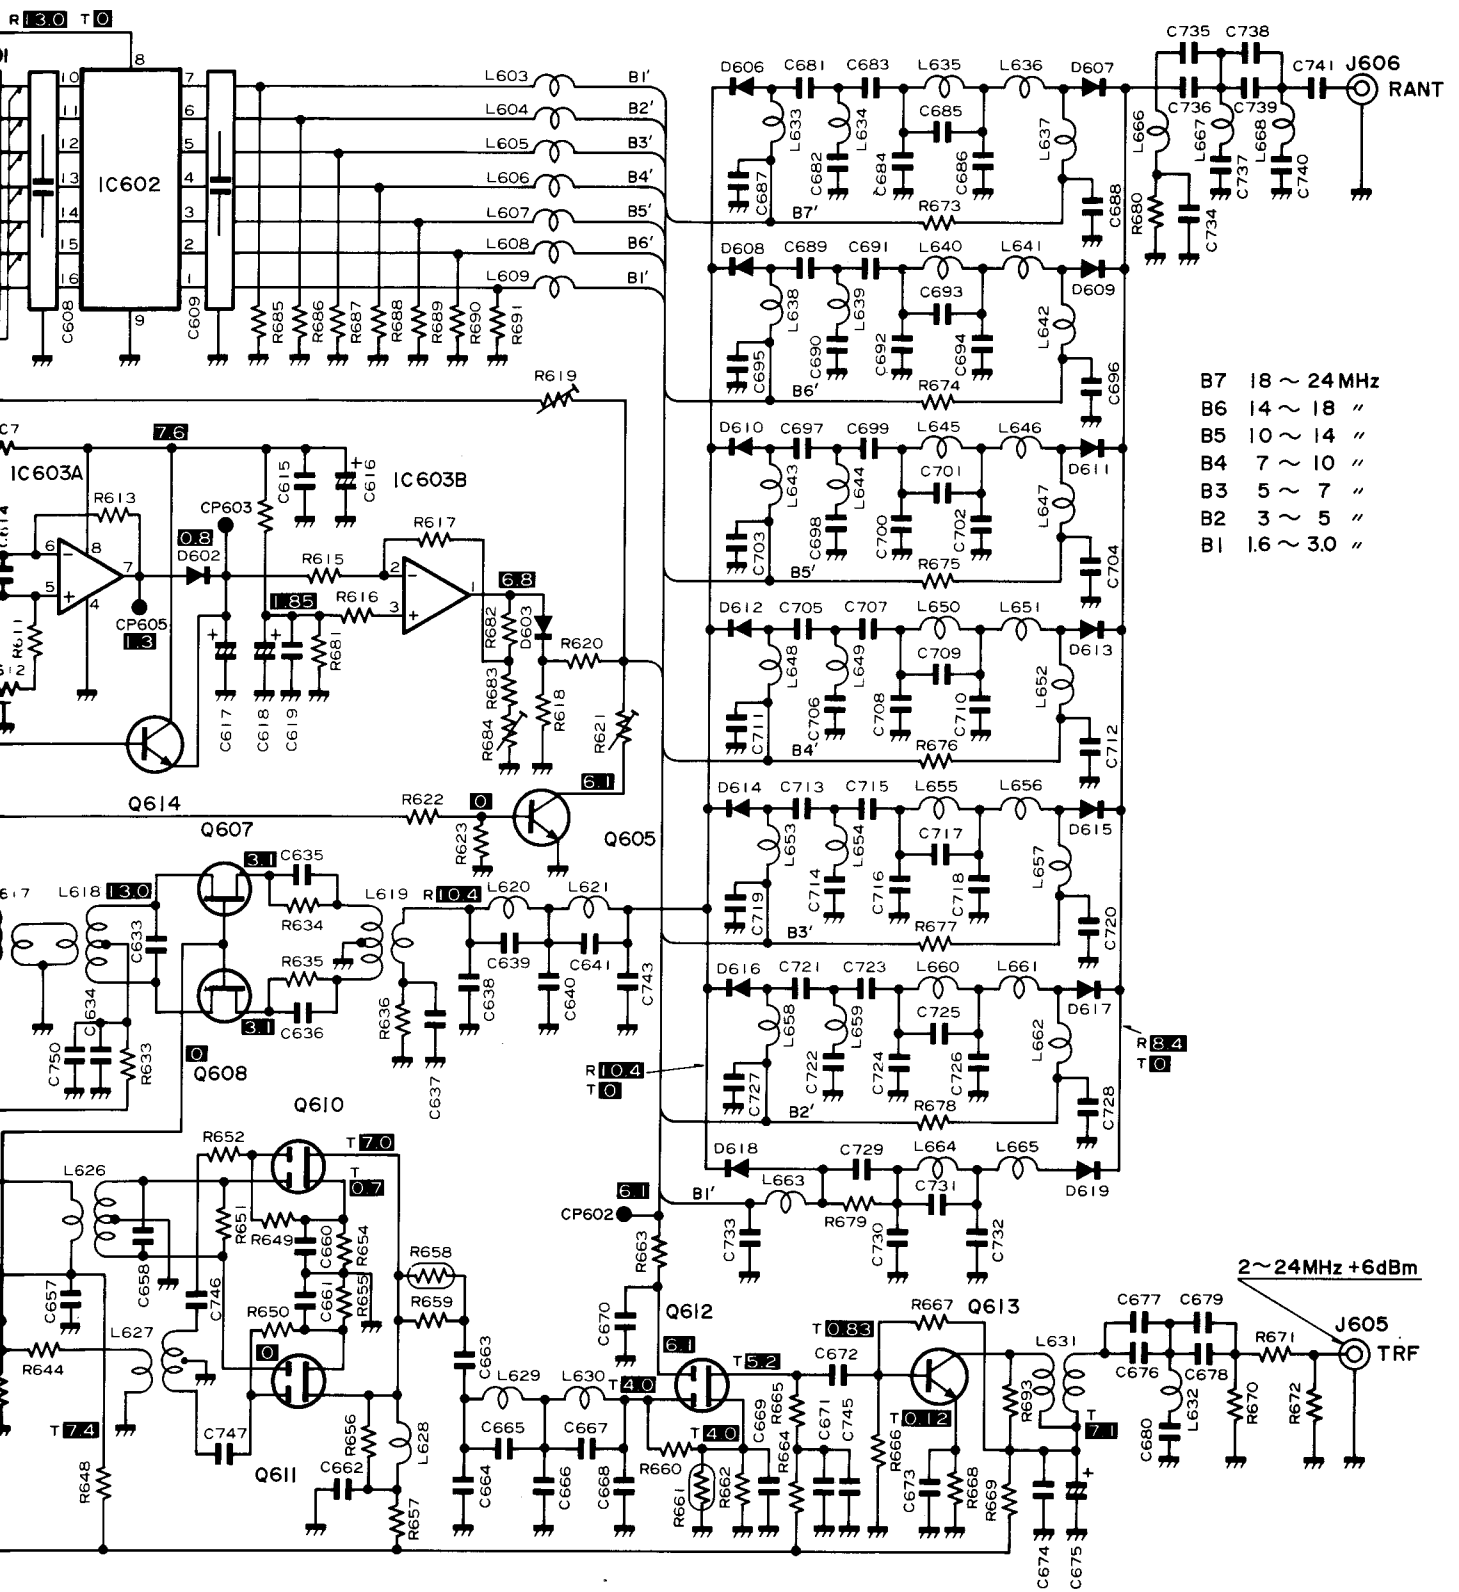 R 13.0 T 0
8
10 7 L603 B1'
11 6 L604 B2'
12 5 L605 B3'
13 4 L606 B4'
IC602
14 3 L607 B5'
15 2 L608 B6'
16 1 L609 B1'
9
C608 C609 R685 R686 R687 R688 R689 R690 R691
C735 C738
D606 C681 C683 L635 L636 D607
C736 C739 C741 J606
RANT
L633 L634 C685 L637 L666 L667 L668
C687 C682 C684 C686 C688 R680 C734 C737 C740
B7' R673
D608 C689 C691 L640 L641 D609
L638 L639 C693 L642
C695 C690 C692 C694 C696
B6' R674
B7 18 ~ 24 MHz
B6 14 ~ 18 〃
B5 10 ~ 14 〃
B4 7 ~ 10 〃
B3 5 ~ 7 〃
B2 3 ~ 5 〃
B1 1.6 ~ 3.0 〃
R619
C7 7.6
IC603A C615 C616 IC603B
C614 R613 CP603 R617
6 8 0.8 D602 R615 2
5 7 4 1.85 R616 3 1 6.8
CP605 1.3
R611 R681 R682 D603 R620
R683 R684 R618 R621
C617 C618 C619
D610 C697 C699 L645 L646 D611
L643 L644 C701 L647
C703 C698 C700 C702 C704
B5' R675
D612 C705 C707 L650 L651 D613
L648 L649 C709 L652
C711 C706 C708 C710 C712
B4' R676
Q614 R622 0 6.1
R623 Q605
D614 C713 C715 L655 L656 D615
L653 L654 C717 L657
C719 C714 C716 C718 C720
B3' R677
Q607
3.1 C635
L618 13.0 L619 R 10.4 L620 L621
R634
C633 R635 C639 C641
C634 3.1 C636 R636 C638 C640 C743
C750 R633 0 Q608 C637
D616 C721 C723 L660 L661 D617
L658 L659 C725 L662
R 10.4
T 0
R 8.4
T 0
C727 C722 C724 C726 C728
B2' R678
Q610
R652 T 7.0
L626 T 0.7
R651 R649 C660 R654
C657 C658 C746 R650 C661 R655
L627 0
R644
T 7.4 C747 R656 L628
R648 Q611 C662 R657
D618 C729 L664 L665 D619
C731
B1' L663 R679
6.1
CP602
C733 C730 C732
R663
R658
R659
C663 C670 Q612
6.1 T 5.2
L629 L630 T 4.0
C665 C667 T 4.0 C669
R660
C664 C666 C668 R661 R662
R665 R664 C671 C745
T 0.83 R667 Q613
C672
T 0.12
R666 C673 R668 R669 R693
L631
T 7.1
C674 C675
2~24MHz +6dBm
C677 C679 J605
R671 TRF
C676 C678
C680 L632 R670 R672